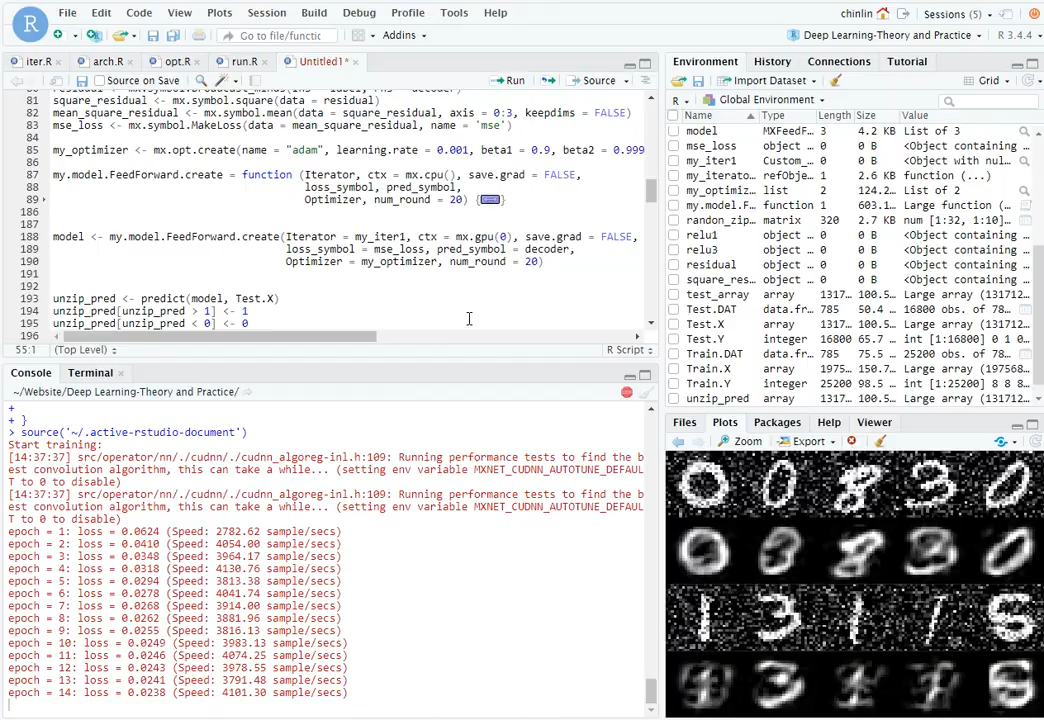 File Edit Code View Plots Session Build Debug Profile Tools Help
chinlin Sessions (5)
R
Go to file/functic Addins
Deep Learning-Theory and Practice R 3.4.4
iter.R arch.R opt.R run.R Untitled1*
Source on Save Run Source
81 square_residual <- mx.symbol.square(data = residual)
82 mean_square_residual <- mx.symbol.mean(data = square_residual, axis = 0:3, keepdims = FALSE)
83 mse_loss <- mx.symbol.MakeLoss(data = mean_square_residual, name = 'mse')
84
85 my_optimizer <- mx.opt.create(name = "adam", learning.rate = 0.001, beta1 = 0.9, beta2 = 0.999
86
87 my.model.FeedForward.create = function (Iterator, ctx = mx.cpu(), save.grad = FALSE,
88 loss_symbol, pred_symbol,
89 Optimizer, num_round = 20) {}
186
187
188 model <- my.model.FeedForward.create(Iterator = my_iter1, ctx = mx.gpu(0), save.grad = FALSE,
189 loss_symbol = mse_loss, pred_symbol = decoder,
190 Optimizer = my_optimizer, num_round = 20)
191
192
193 unzip_pred <- predict(model, Test.X)
194 unzip_pred[unzip_pred > 1] <- 1
195 unzip_pred[unzip_pred < 0] <- 0
196
55:1 (Top Level) R Script
Console Terminal
~/Website/Deep Learning-Theory and Practice/
+
+ }
> source('~/.active-rstudio-document')
Start training:
[14:37:37] src/operator/nn/./cudnn/./cudnn_algoreg-inl.h:109: Running performance tests to find the b
est convolution algorithm, this can take a while... (setting env variable MXNET_CUDNN_AUTOTUNE_DEFAUL
T to 0 to disable)
[14:37:37] src/operator/nn/./cudnn/./cudnn_algoreg-inl.h:109: Running performance tests to find the b
est convolution algorithm, this can take a while... (setting env variable MXNET_CUDNN_AUTOTUNE_DEFAUL
T to 0 to disable)
epoch = 1: loss = 0.0624 (Speed: 2782.62 sample/secs)
epoch = 2: loss = 0.0410 (Speed: 4054.00 sample/secs)
epoch = 3: loss = 0.0348 (Speed: 3964.17 sample/secs)
epoch = 4: loss = 0.0318 (Speed: 4130.76 sample/secs)
epoch = 5: loss = 0.0294 (Speed: 3813.38 sample/secs)
epoch = 6: loss = 0.0278 (Speed: 4041.74 sample/secs)
epoch = 7: loss = 0.0268 (Speed: 3914.00 sample/secs)
epoch = 8: loss = 0.0262 (Speed: 3881.96 sample/secs)
epoch = 9: loss = 0.0255 (Speed: 3816.13 sample/secs)
epoch = 10: loss = 0.0249 (Speed: 3983.13 sample/secs)
epoch = 11: loss = 0.0246 (Speed: 4074.25 sample/secs)
epoch = 12: loss = 0.0243 (Speed: 3978.55 sample/secs)
epoch = 13: loss = 0.0241 (Speed: 3791.48 sample/secs)
epoch = 14: loss = 0.0238 (Speed: 4101.30 sample/secs)
Environment History Connections Tutorial
Import Dataset Grid
R Global Environment
Name Type Length Size Value
model MXFeedF… 3 4.2 KB List of 3
mse_loss object … 0 0 B <Object containing
my_iter1 Custom_… 0 0 B <Object with nul…
my_iterato… refObje… 1 2.6 KB function (...)
my_optimiz… list 2 124.2… List of 2
my.model.F… function 1 603.1… Large function (…
random_zip… matrix 320 2.7 KB num [1:32, 1:10]…
relu1 object … 0 0 B <Object containing
relu3 object … 0 0 B <Object containing
residual object … 0 0 B <Object containing
square_res… object … 0 0 B <Object containing
test_array array 1317… 100.5… Large array (131712…
Test.DAT data.fr… 785 50.4 … 16800 obs. of 78…
Test.X array 1317… 100.5… Large array (131712…
Test.Y integer 16800 65.7 … int [1:16800] 0 1 0…
Train.DAT data.fr… 785 75.5 … 25200 obs. of 78…
Train.X array 1975… 150.7… Large array (197568…
Train.Y integer 25200 98.5 … int [1:25200] 8 8 8…
unzip_pred array 1317… 100.5… Large array (131712…
Files Plots Packages Help Viewer
Zoom Export
0 0 8 3 0
1 3 1 1